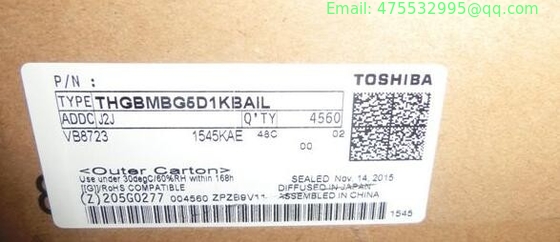 Email: 475532995@qq.com
P/N :
TOSHIBA
TYPE THGBMBG5D1KBAIL
ADDC J2J Q'TY 4560
VB8723 1545KAE 48C 02
00
<Outer Carton>
Use under 30degC/60%RH within 168h
SEALED Nov. 14, 2015
[[G]]/RoHS COMPATIBLE
DIFFUSED IN JAPAN
(Z)205G0277 004560 ZPZB9V11
ASSEMBLED IN CHINA
1545